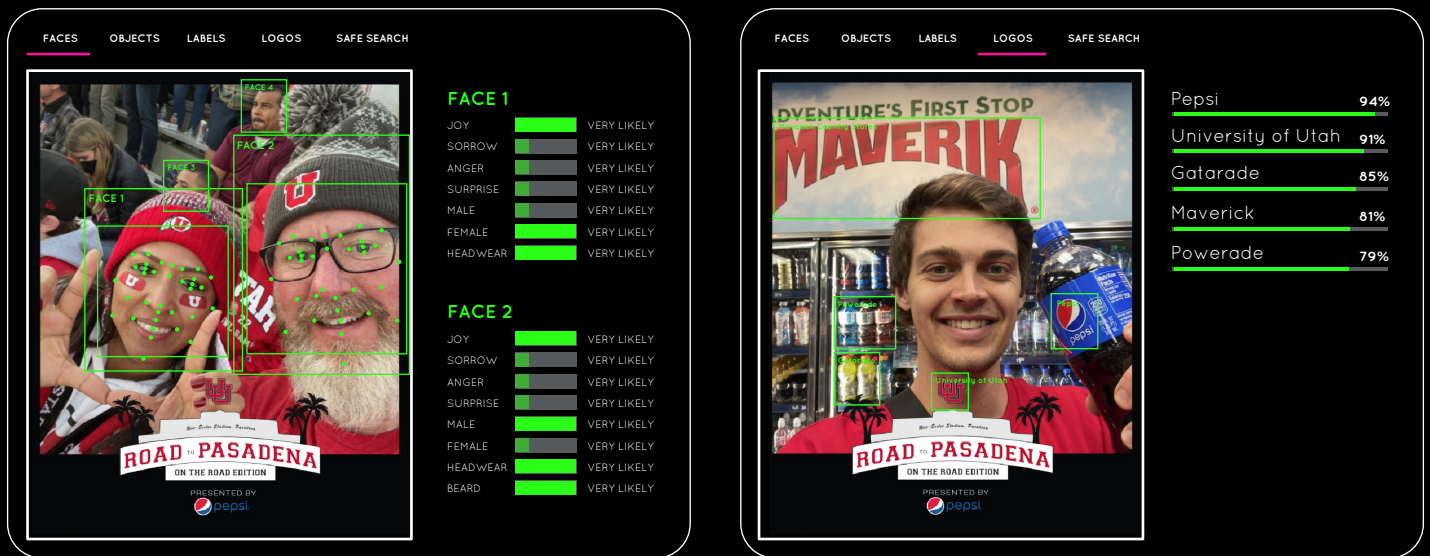 FACES OBJECTS LABELS LOGOS SAFE SEARCH
FACE 4
FACE 2
FACE 3
FACE 1
U
U U
UTAH
ROAD TO PASADENA
ON THE ROAD EDITION
PRESENTED BY
pepsi
FACE 1
JOY VERY LIKELY
SORROW VERY LIKELY
ANGER VERY LIKELY
SURPRISE VERY LIKELY
MALE VERY LIKELY
FEMALE VERY LIKELY
HEADWEAR VERY LIKELY
FACE 2
JOY VERY LIKELY
SORROW VERY LIKELY
ANGER VERY LIKELY
SURPRISE VERY LIKELY
MALE VERY LIKELY
FEMALE VERY LIKELY
HEADWEAR VERY LIKELY
BEARD VERY LIKELY
FACES OBJECTS LABELS LOGOS SAFE SEARCH
DVENTURE'S FIRST STOP
MAVERIK
Powerade
Pepsi
pepsi
University of Utah
ROAD TO PASADENA
ON THE ROAD EDITION
PRESENTED BY
pepsi
Pepsi 94%
University of Utah 91%
Gatarade 85%
Maverick 81%
Powerade 79%